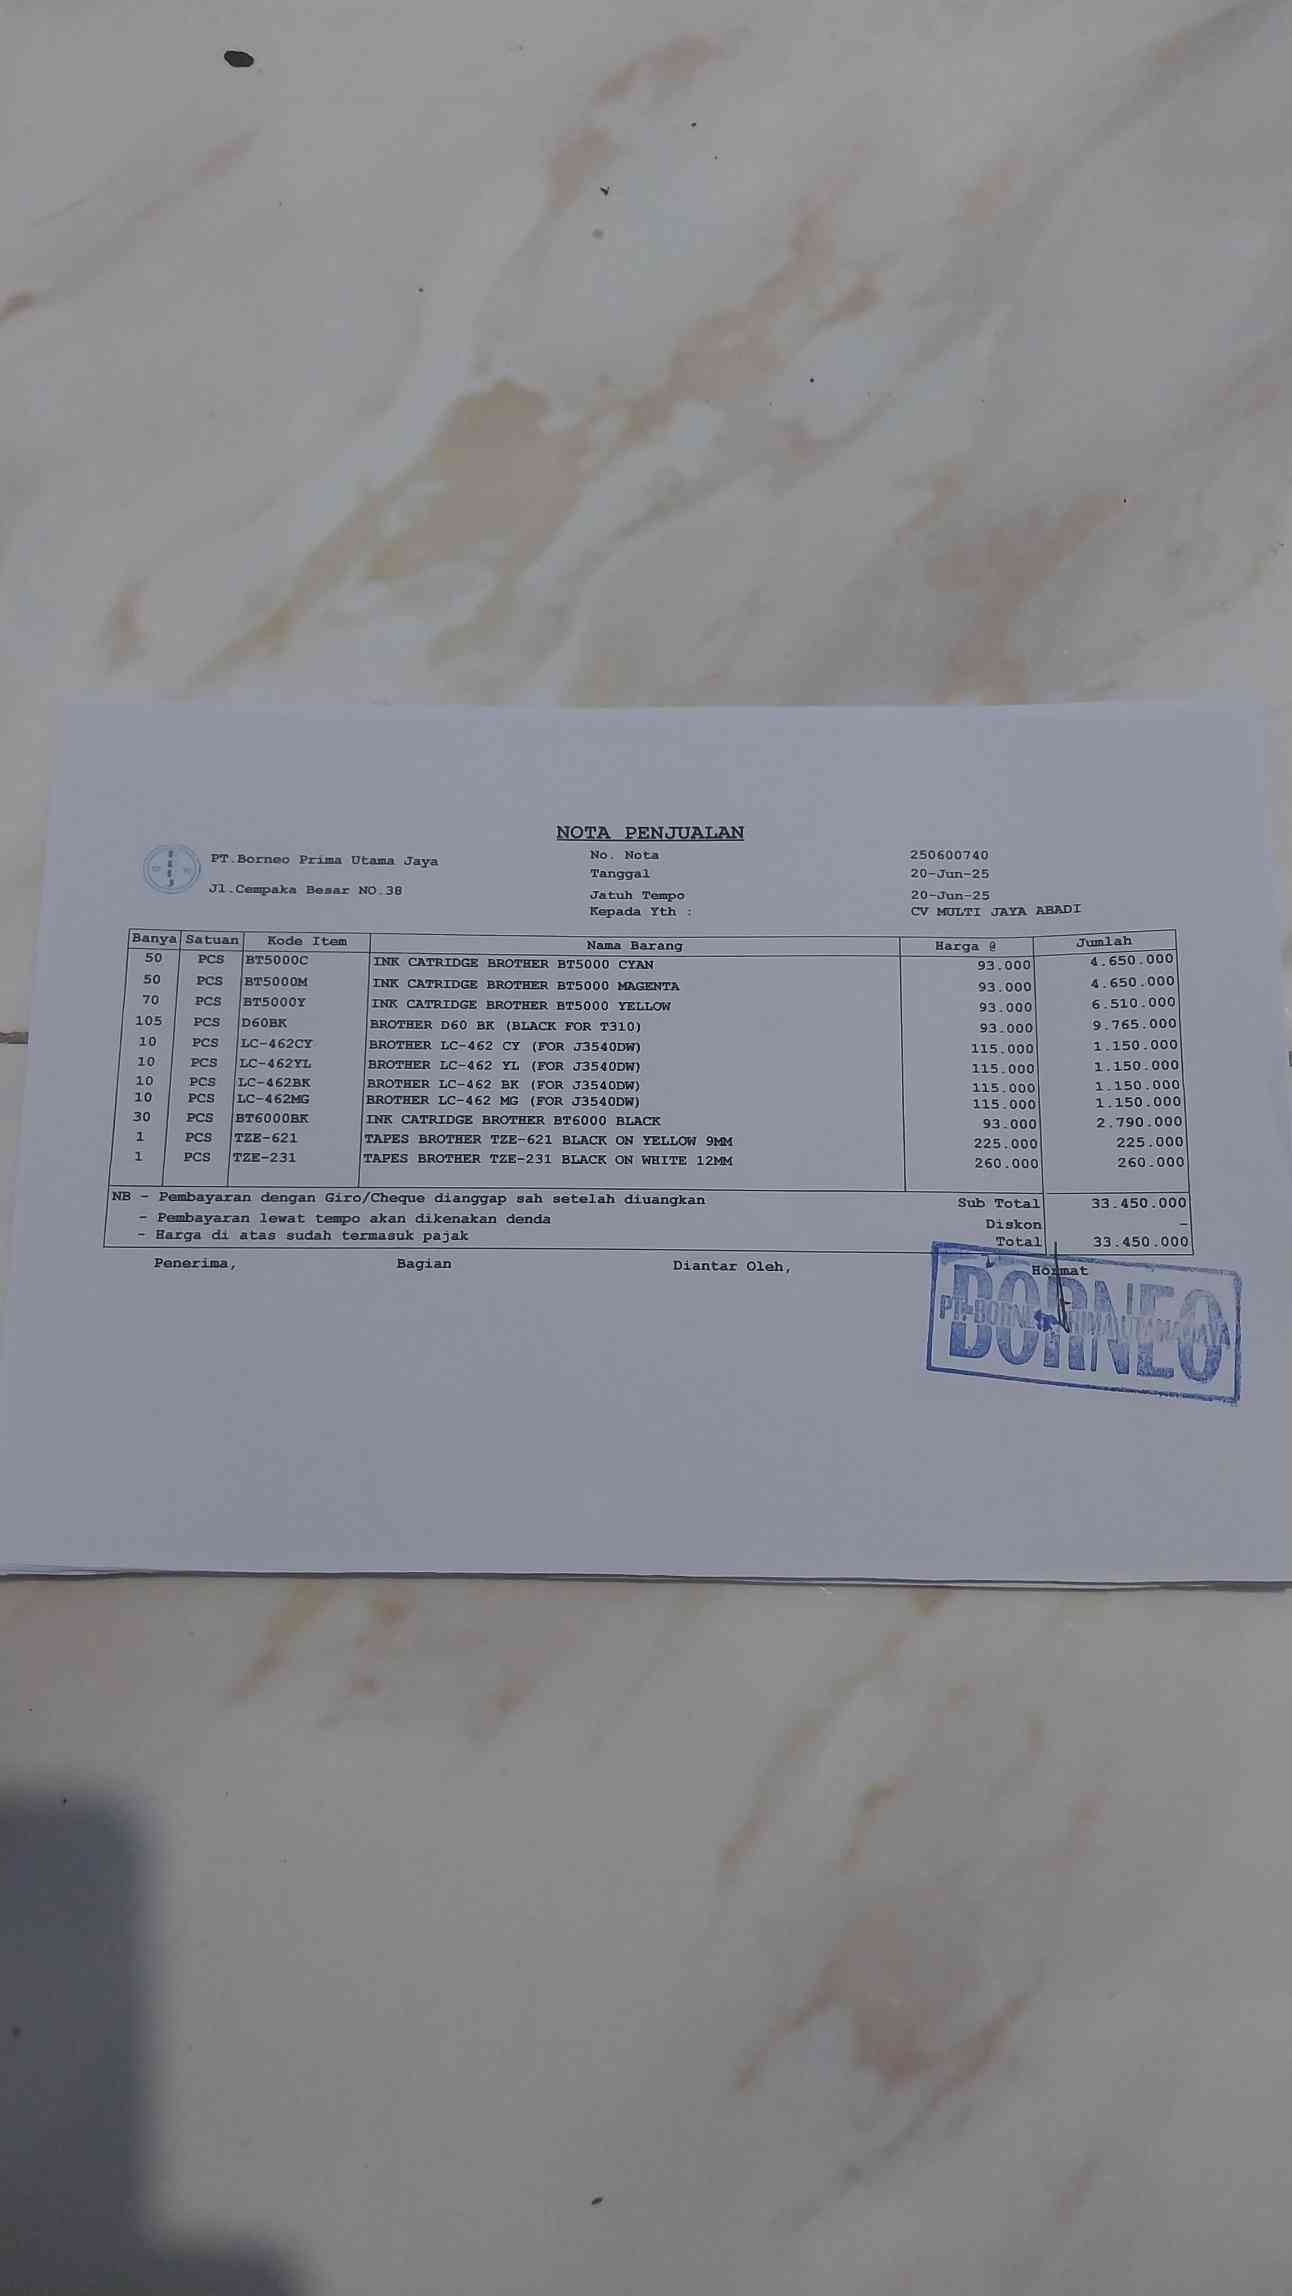 NOTA PENJUALAN
PT.Borneo Prima Utama Jaya No. Nota 250600740
Tanggal 20-Jun-25
Jl.Cempaka Besar NO.38 Jatuh Tempo 20-Jun-25
Kepada Yth : CV MULTI JAYA ABADI
Banya Satuan Kode Item Nama Barang Harga @ Jumlah
50 PCS BT5000C INK CATRIDGE BROTHER BT5000 CYAN 93.000 4.650.000
50 PCS BT5000M INK CATRIDGE BROTHER BT5000 MAGENTA 93.000 4.650.000
70 PCS BT5000Y INK CATRIDGE BROTHER BT5000 YELLOW 93.000 6.510.000
105 PCS D60BK BROTHER D60 BK (BLACK FOR T310) 93.000 9.765.000
10 PCS LC-462CY BROTHER LC-462 CY (FOR J3540DW) 115.000 1.150.000
10 PCS LC-462YL BROTHER LC-462 YL (FOR J3540DW) 115.000 1.150.000
10 PCS LC-462BK BROTHER LC-462 BK (FOR J3540DW) 115.000 1.150.000
10 PCS LC-462MG BROTHER LC-462 MG (FOR J3540DW) 115.000 1.150.000
30 PCS BT6000BK INK CATRIDGE BROTHER BT6000 BLACK 93.000 2.790.000
1 PCS TZE-621 TAPES BROTHER TZE-621 BLACK ON YELLOW 9MM 225.000 225.000
1 PCS TZE-231 TAPES BROTHER TZE-231 BLACK ON WHITE 12MM 260.000 260.000
NB - Pembayaran dengan Giro/Cheque dianggap sah setelah diuangkan Sub Total 33.450.000
- Pembayaran lewat tempo akan dikenakan denda Diskon -
- Harga di atas sudah termasuk pajak Total 33.450.000
Penerima, Bagian Diantar Oleh, Hormat
BORNEO
PT. BORNEO PRIMA UTAMA JAYA